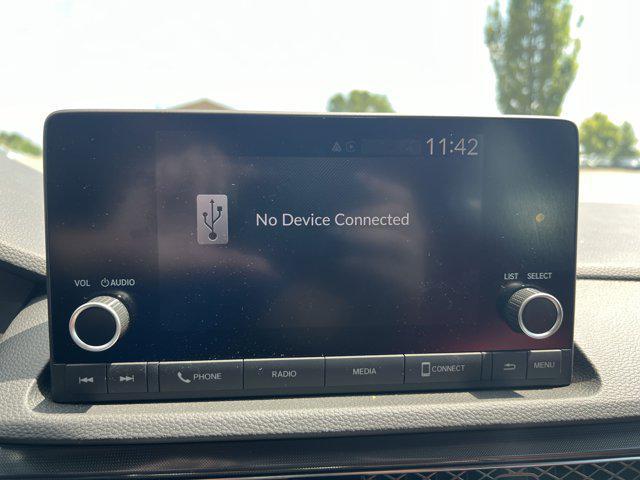 11:42
No Device Connected
VOL AUDIO
LIST SELECT
PHONE RADIO MEDIA CONNECT MENU